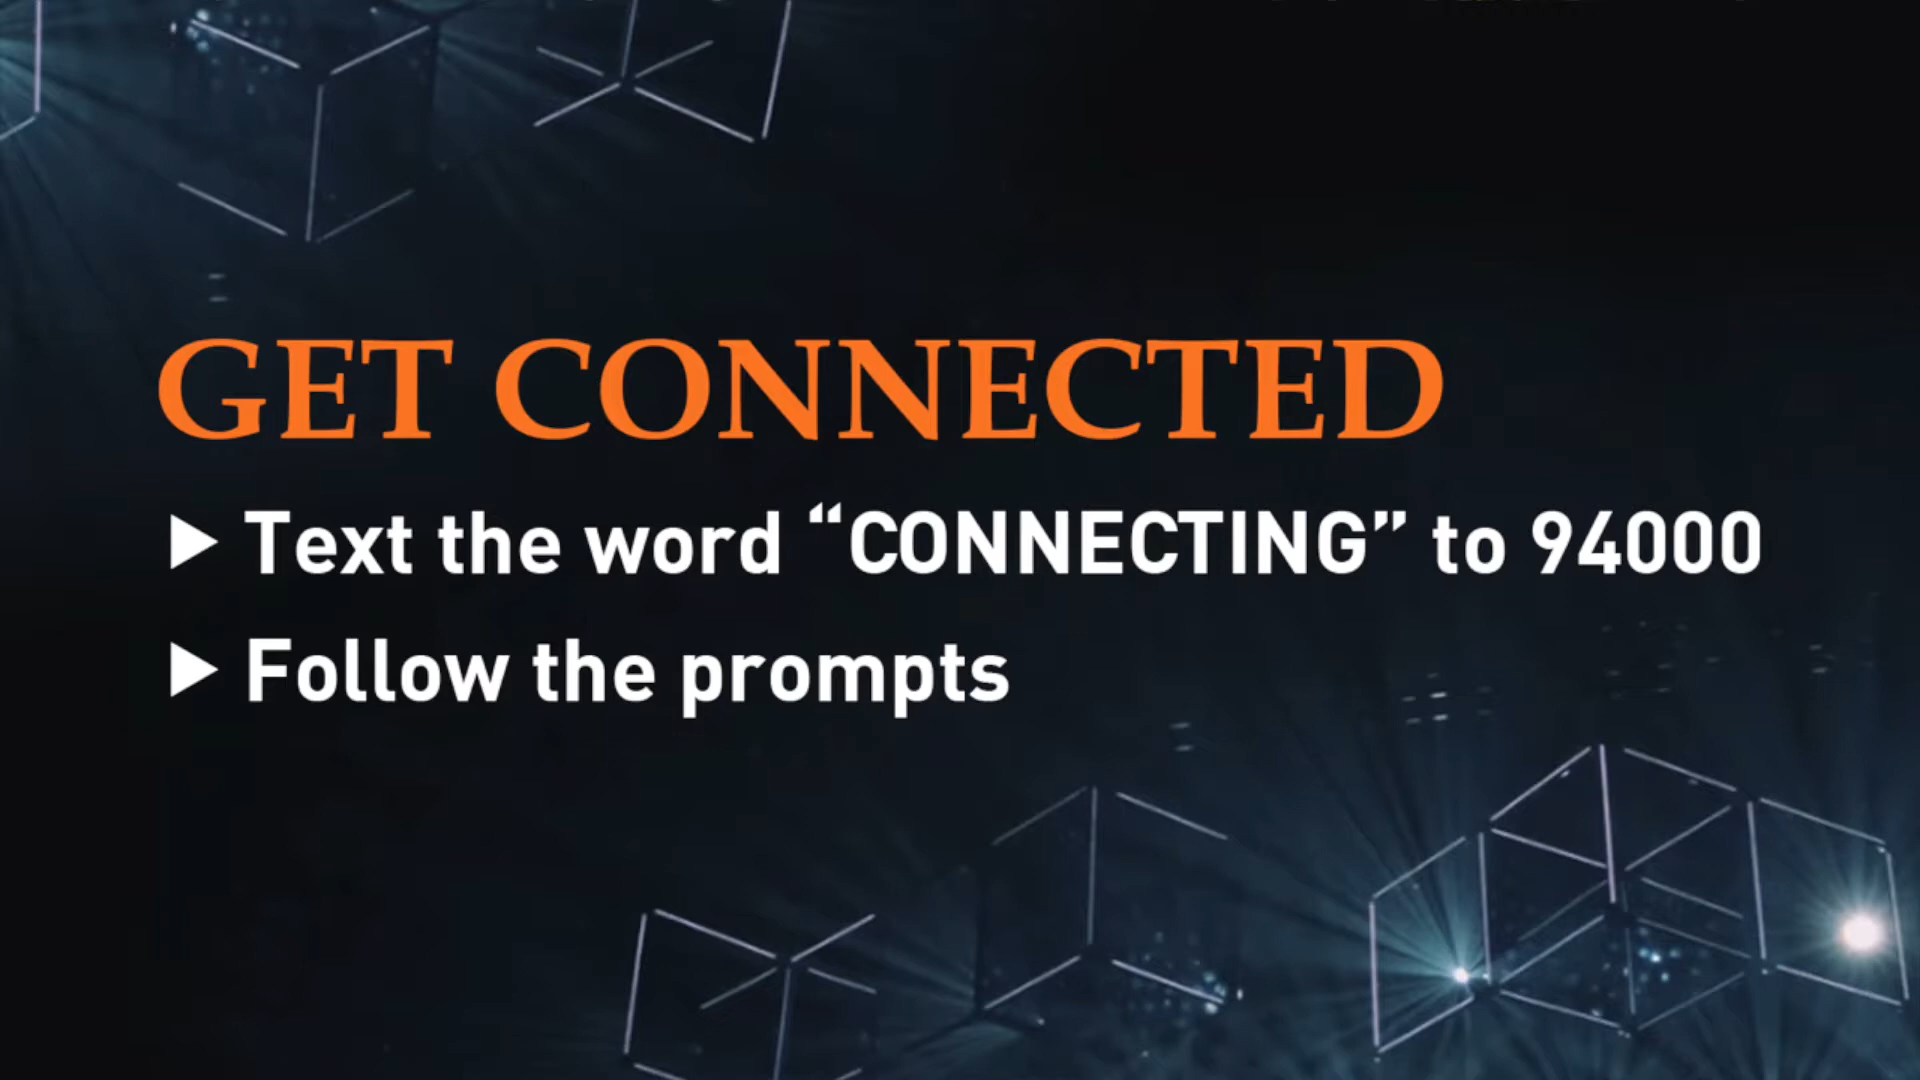 GET CONNECTED
▶ Text the word “CONNECTING” to 94000
▶ Follow the prompts